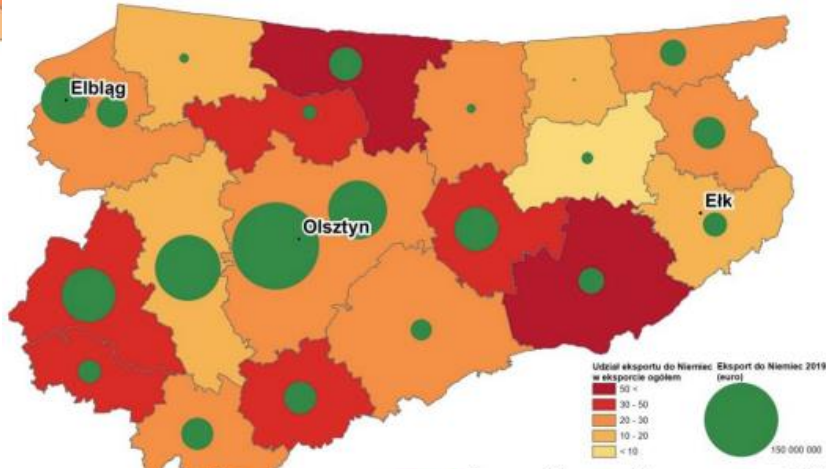 Elbląg
Olsztyn
Ełk
Udział eksportu do Niemiec
w eksporcie ogółem
50 <
30 - 50
20 - 30
10 - 20
< 10
Eksport do Niemiec 2019
(euro)
150 000 000